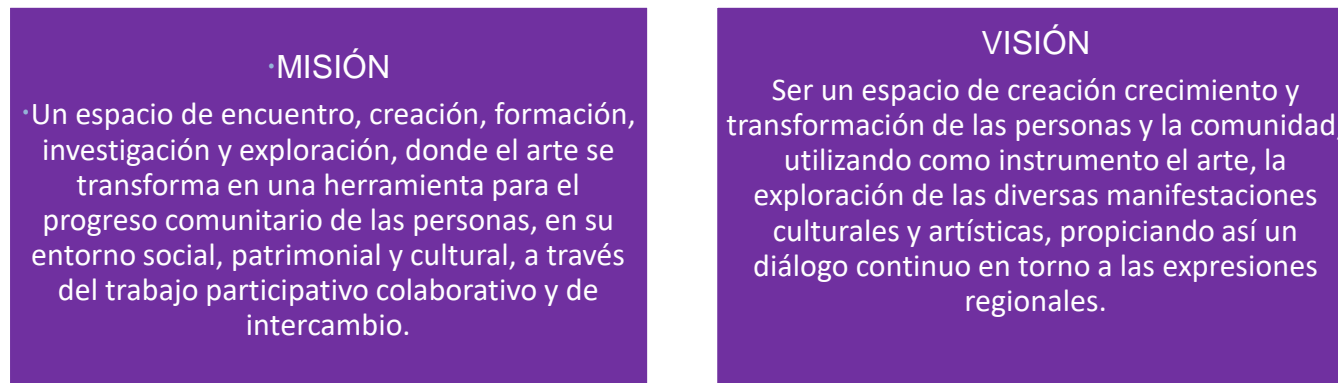 ·MISIÓN
·Un espacio de encuentro, creación, formación,
investigación y exploración, donde el arte se
transforma en una herramienta para el
progreso comunitario de las personas, en su
entorno social, patrimonial y cultural, a través
del trabajo participativo colaborativo y de
intercambio.
VISIÓN
Ser un espacio de creación crecimiento y
transformación de las personas y la comunidad,
utilizando como instrumento el arte, la
exploración de las diversas manifestaciones
culturales y artísticas, propiciando así un
diálogo continuo en torno a las expresiones
regionales.